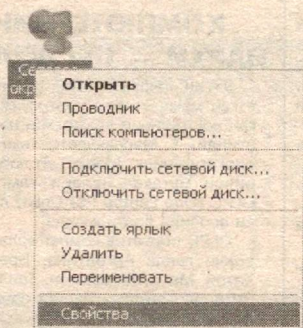 Открыть
Проводник
Поиск компьютеров...
Подключить сетевой диск...
Отключить сетевой диск...
Создать ярлык
Удалить
Переименовать
Свойства